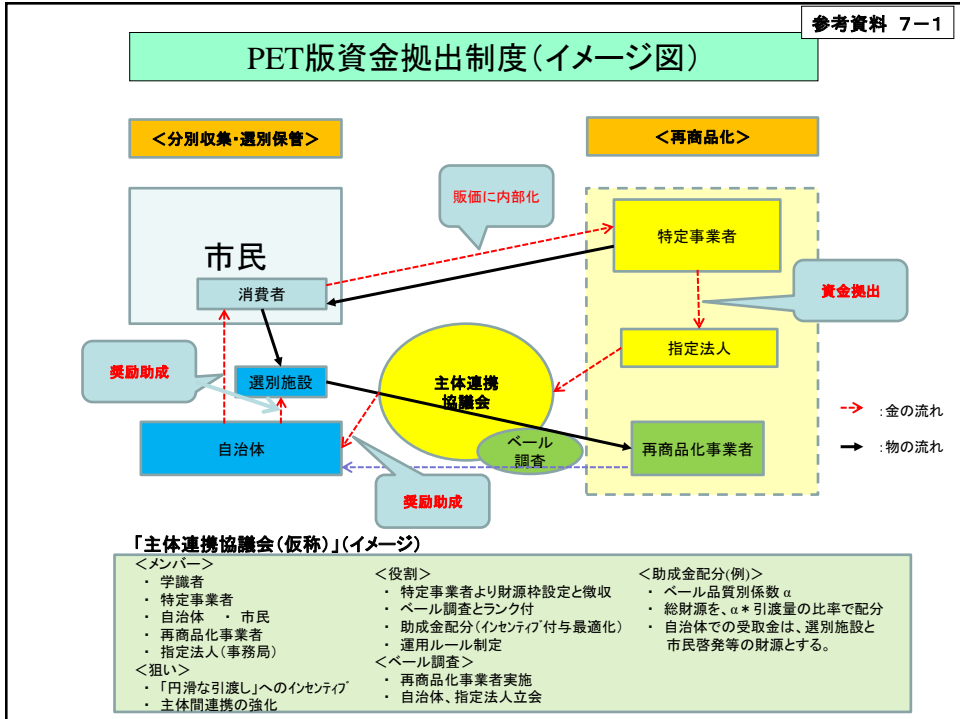 参考資料 7－1
PET版資金拠出制度（イメージ図）
＜分別収集・選別保管＞
＜再商品化＞
販価に内部化
特定事業者
市民
消費者
資金拠出
指定法人
奨励助成
選別施設
主体連携
協議会
:金の流れ
自治体
ベール
調査
再商品化事業者
:物の流れ
奨励助成
「主体連携協議会（仮称）」（イメージ）
＜メンバー＞
・ 学識者
・ 特定事業者
・ 自治体 ・ 市民
・ 再商品化事業者
・ 指定法人（事務局）
＜狙い＞
・ 「円滑な引渡し」へのインセンティブ
・ 主体間連携の強化
＜役割＞
・ 特定事業者より財源枠設定と徴収
・ ベール調査とランク付
・ 助成金配分（インセンティブ付与最適化）
・ 運用ルール制定
＜ベール調査＞
・ 再商品化事業者実施
・ 自治体、指定法人立会
＜助成金配分(例)＞
・ ベール品質別係数α
・ 総財源を、α＊引渡量の比率で配分
・ 自治体での受取金は、選別施設と
市民啓発等の財源とする。